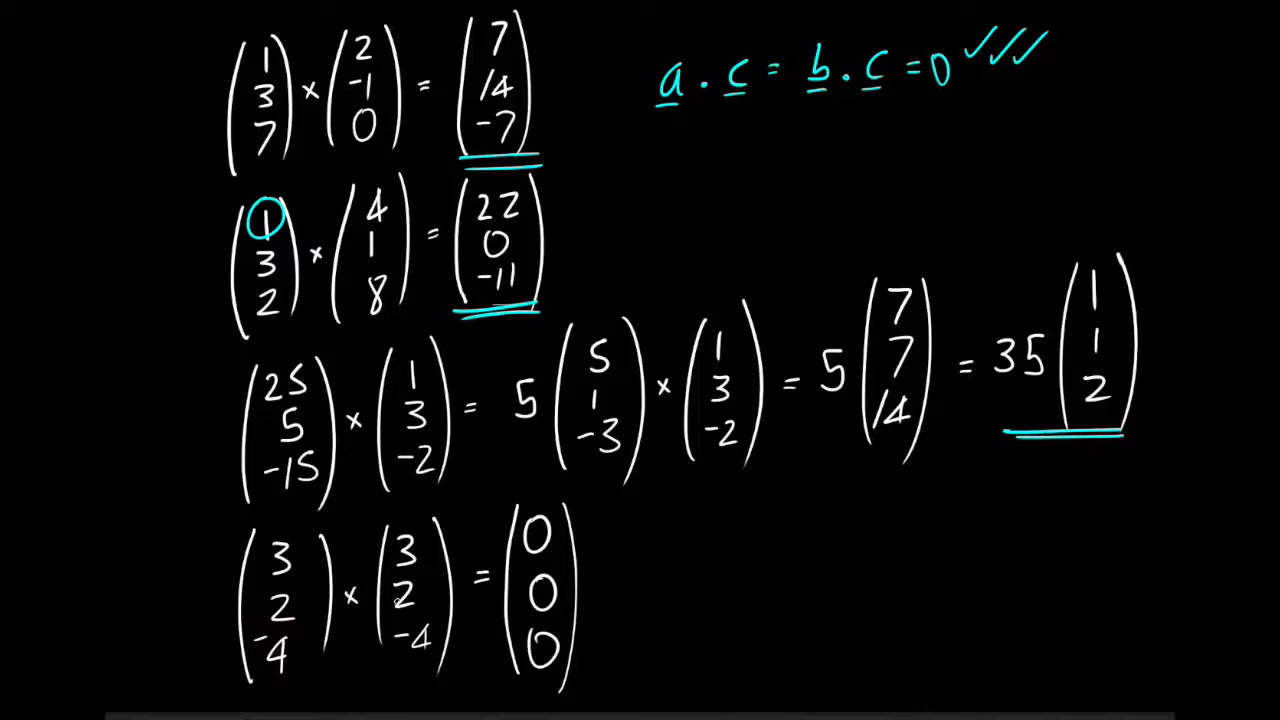 (1 3 7) × (2 -1 0) = (7 14 -7)
a · c = b · c = 0 ✓✓✓
(1 3 2) × (4 1 8) = (22 0 -11)
(25 5 -15) × (1 3 -2) = 5 (5 1 -3) × (1 3 -2) = 5 (7 7 14) = 35 (1 1 2)
(3 2 -4) × (3 2 -4) = (0 0 0)